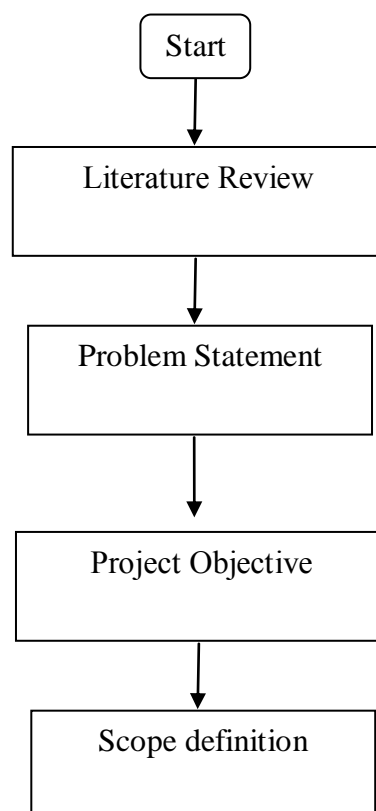 Start
Literature Review
Problem Statement
Project Objective
Scope definition